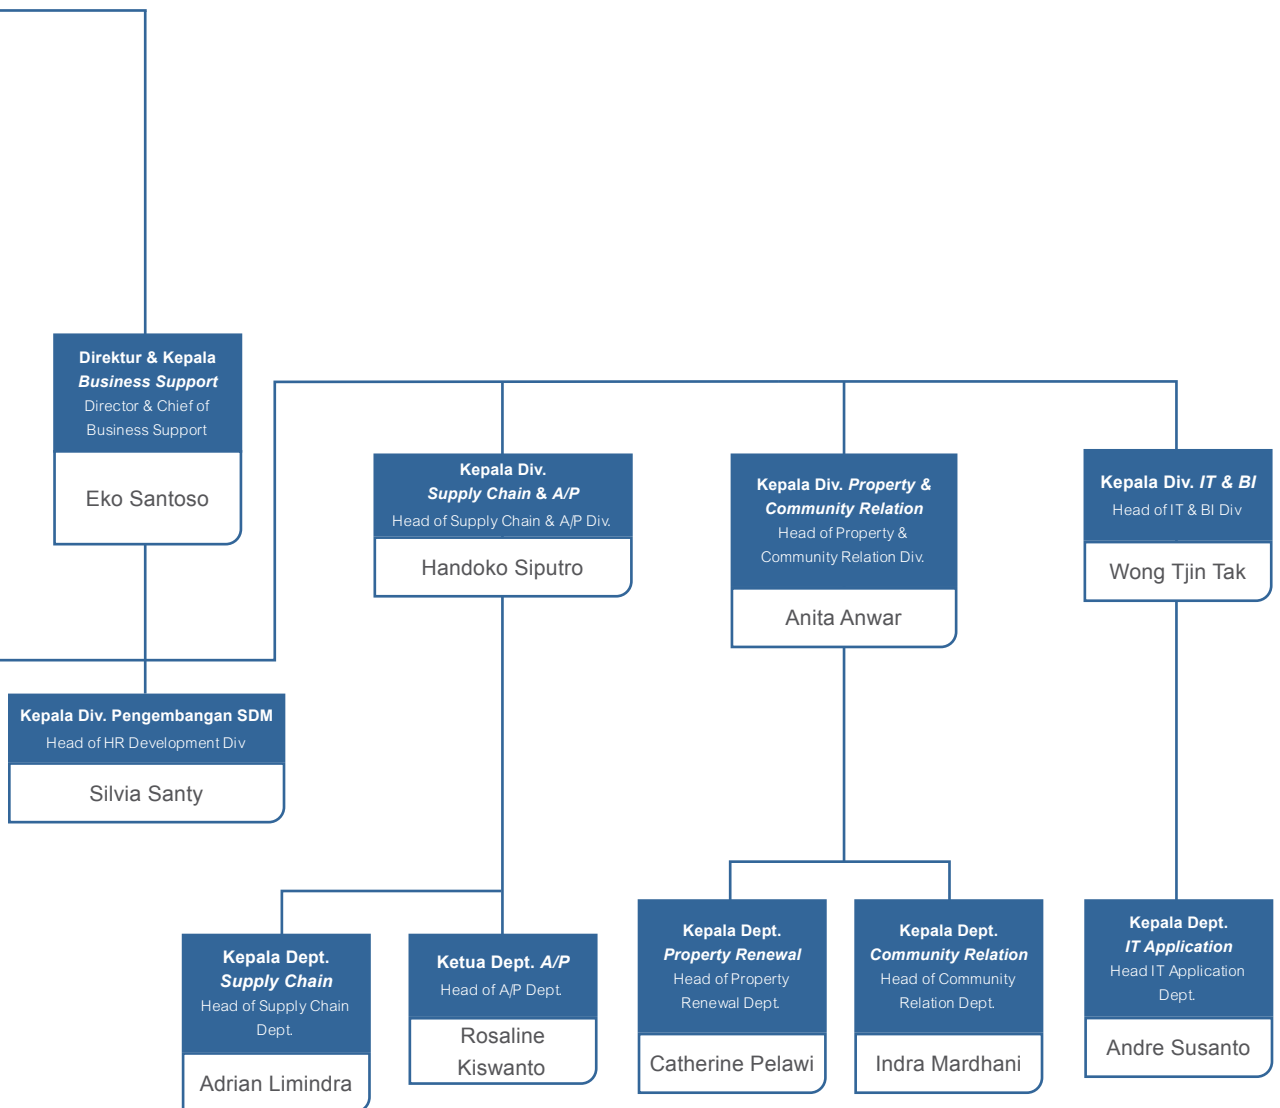 Direktur & Kepala
Business Support
Director & Chief of
Business Support
Eko Santoso
Kepala Div.
Supply Chain & A/P
Head of Supply Chain & A/P Div.
Handoko Siputro
Kepala Div. Property &
Community Relation
Head of Property &
Community Relation Div.
Anita Anwar
Kepala Div. IT & BI
Head of IT & BI Div
Wong Tjin Tak
Kepala Div. Pengembangan SDM
Head of HR Development Div
Silvia Santy
Kepala Dept.
Supply Chain
Head of Supply Chain
Dept.
Adrian Limindra
Ketua Dept. A/P
Head of A/P Dept.
Rosaline
Kiswanto
Kepala Dept.
Property Renewal
Head of Property
Renewal Dept.
Catherine Pelawi
Kepala Dept.
Community Relation
Head of Community
Relation Dept.
Indra Mardhani
Kepala Dept.
IT Application
Head IT Application
Dept.
Andre Susanto